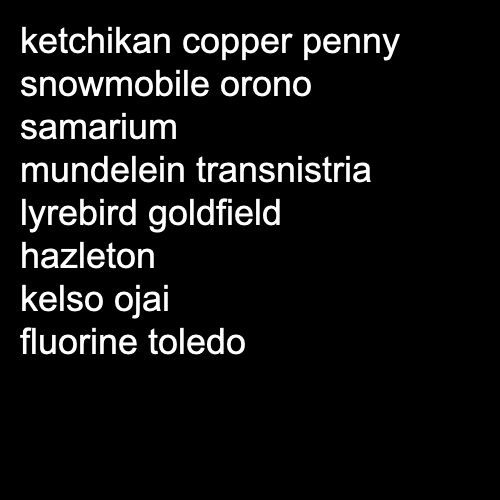 ketchikan copper penny
snowmobile orono
samarium
mundelein transnistria
lyrebird goldfield
hazleton
kelso ojai
fluorine toledo